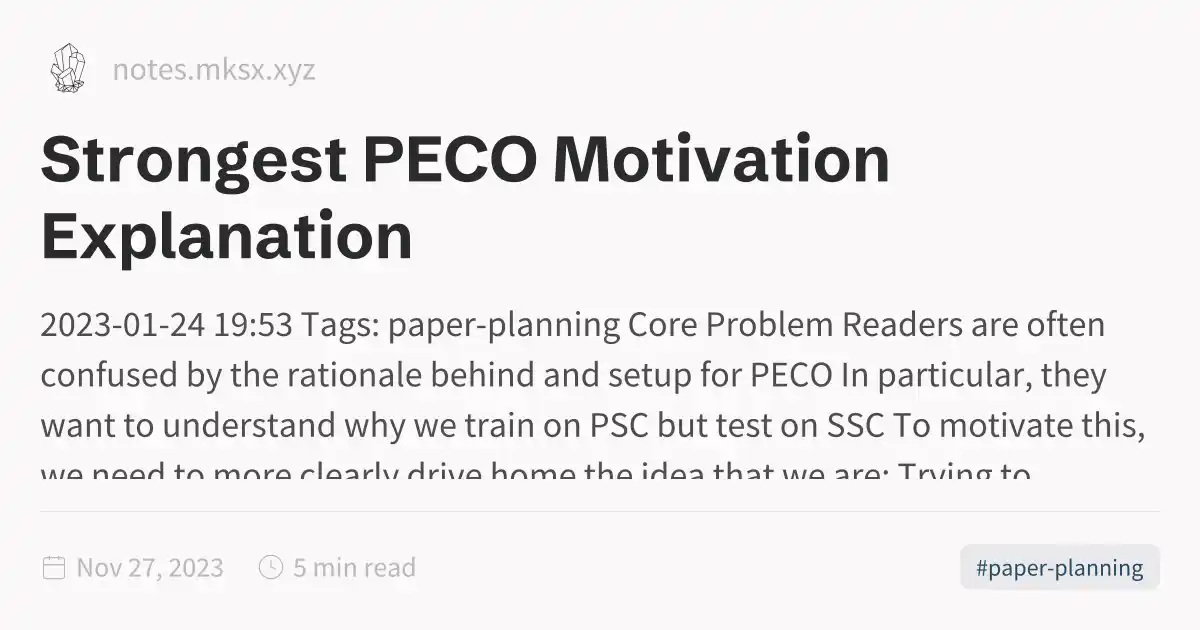 notes.mksx.xyz
Strongest PECO Motivation
Explanation
2023-01-24 19:53 Tags: paper-planning Core Problem Readers are often
confused by the rationale behind and setup for PECO In particular, they
want to understand why we train on PSC but test on SSC To motivate this,
we need to more clearly drive home the idea that we are: Trying to
Nov 27, 2023
5 min read
#paper-planning